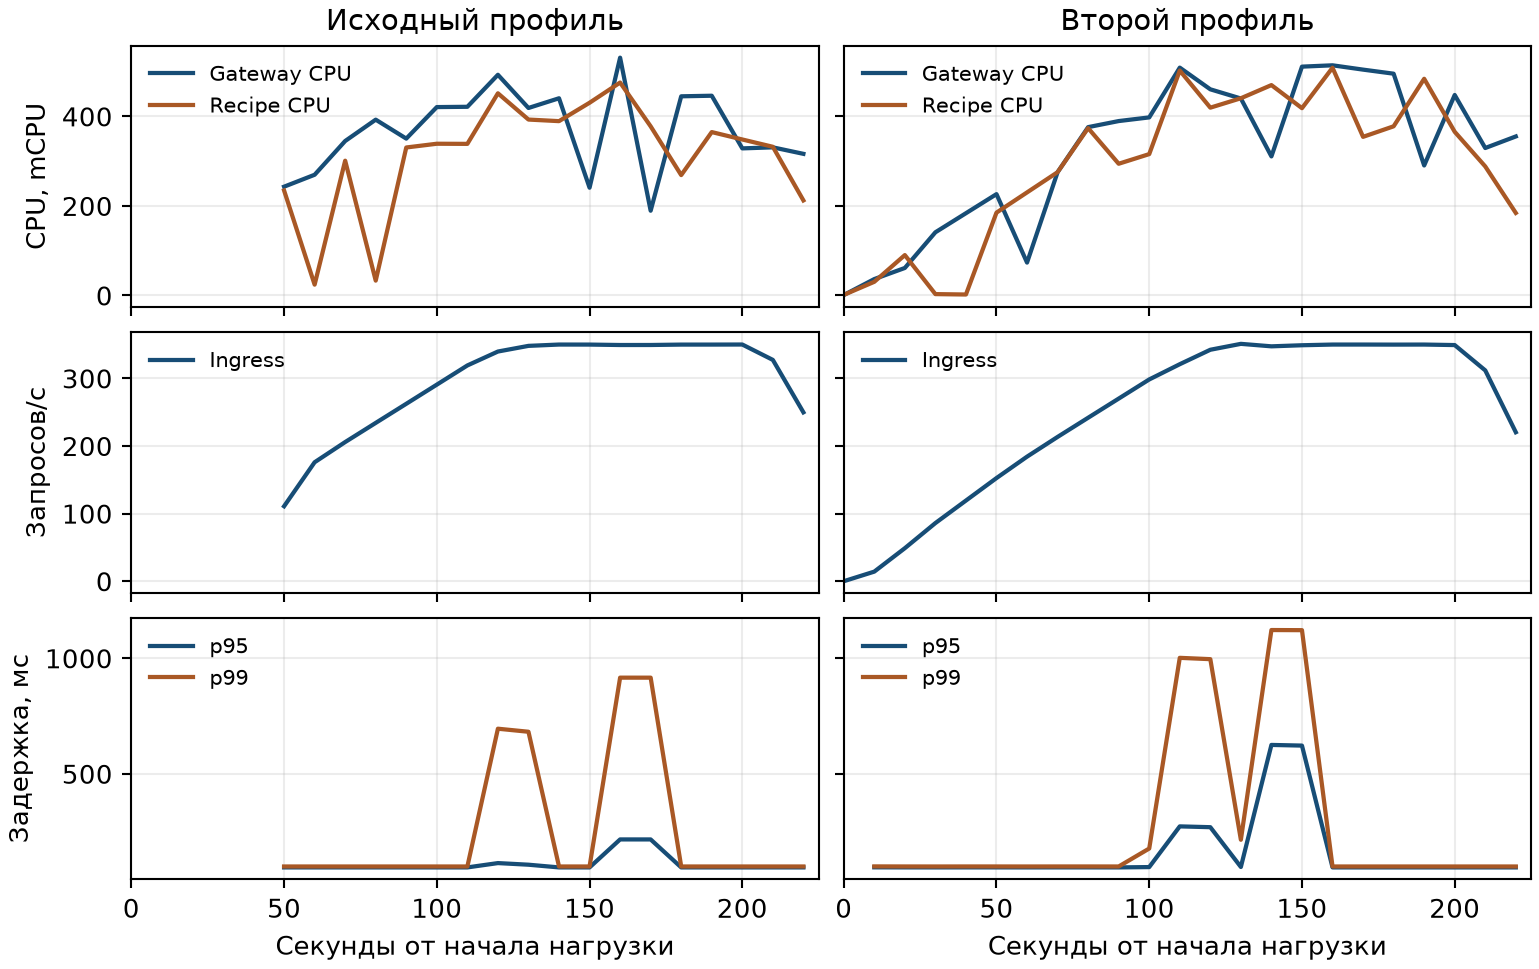 Исходный профиль
Второй профиль
CPU, mCPU
400
200
0
Gateway CPU
Recipe CPU
Gateway CPU
Recipe CPU
Запросов/с
300
200
100
0
Ingress
Ingress
Задержка, мс
1000
500
p95
p99
p95
p99
0 50 100 150 200
0 50 100 150 200
Секунды от начала нагрузки
Секунды от начала нагрузки